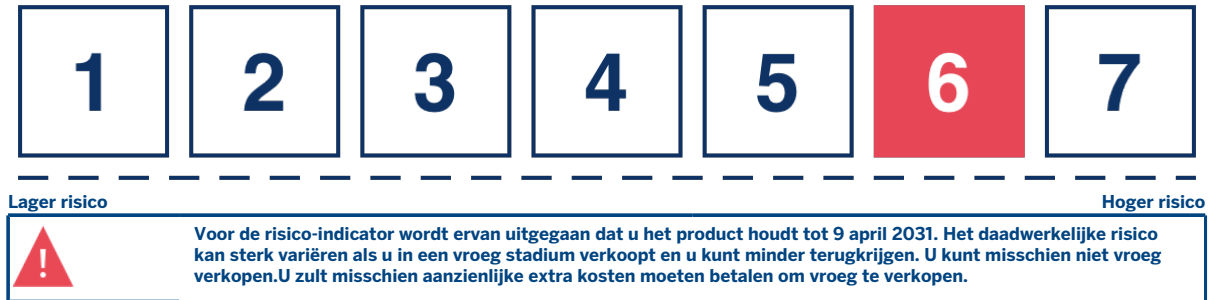 1 2 3 4 5 6 7
Lager risico Hoger risico
!
Voor de risico-indicator wordt ervan uitgegaan dat u het product houdt tot 9 april 2031. Het daadwerkelijke risico
kan sterk variëren als u in een vroeg stadium verkoopt en u kunt minder terugkrijgen. U kunt misschien niet vroeg
verkopen.U zult misschien aanzienlijke extra kosten moeten betalen om vroeg te verkopen.